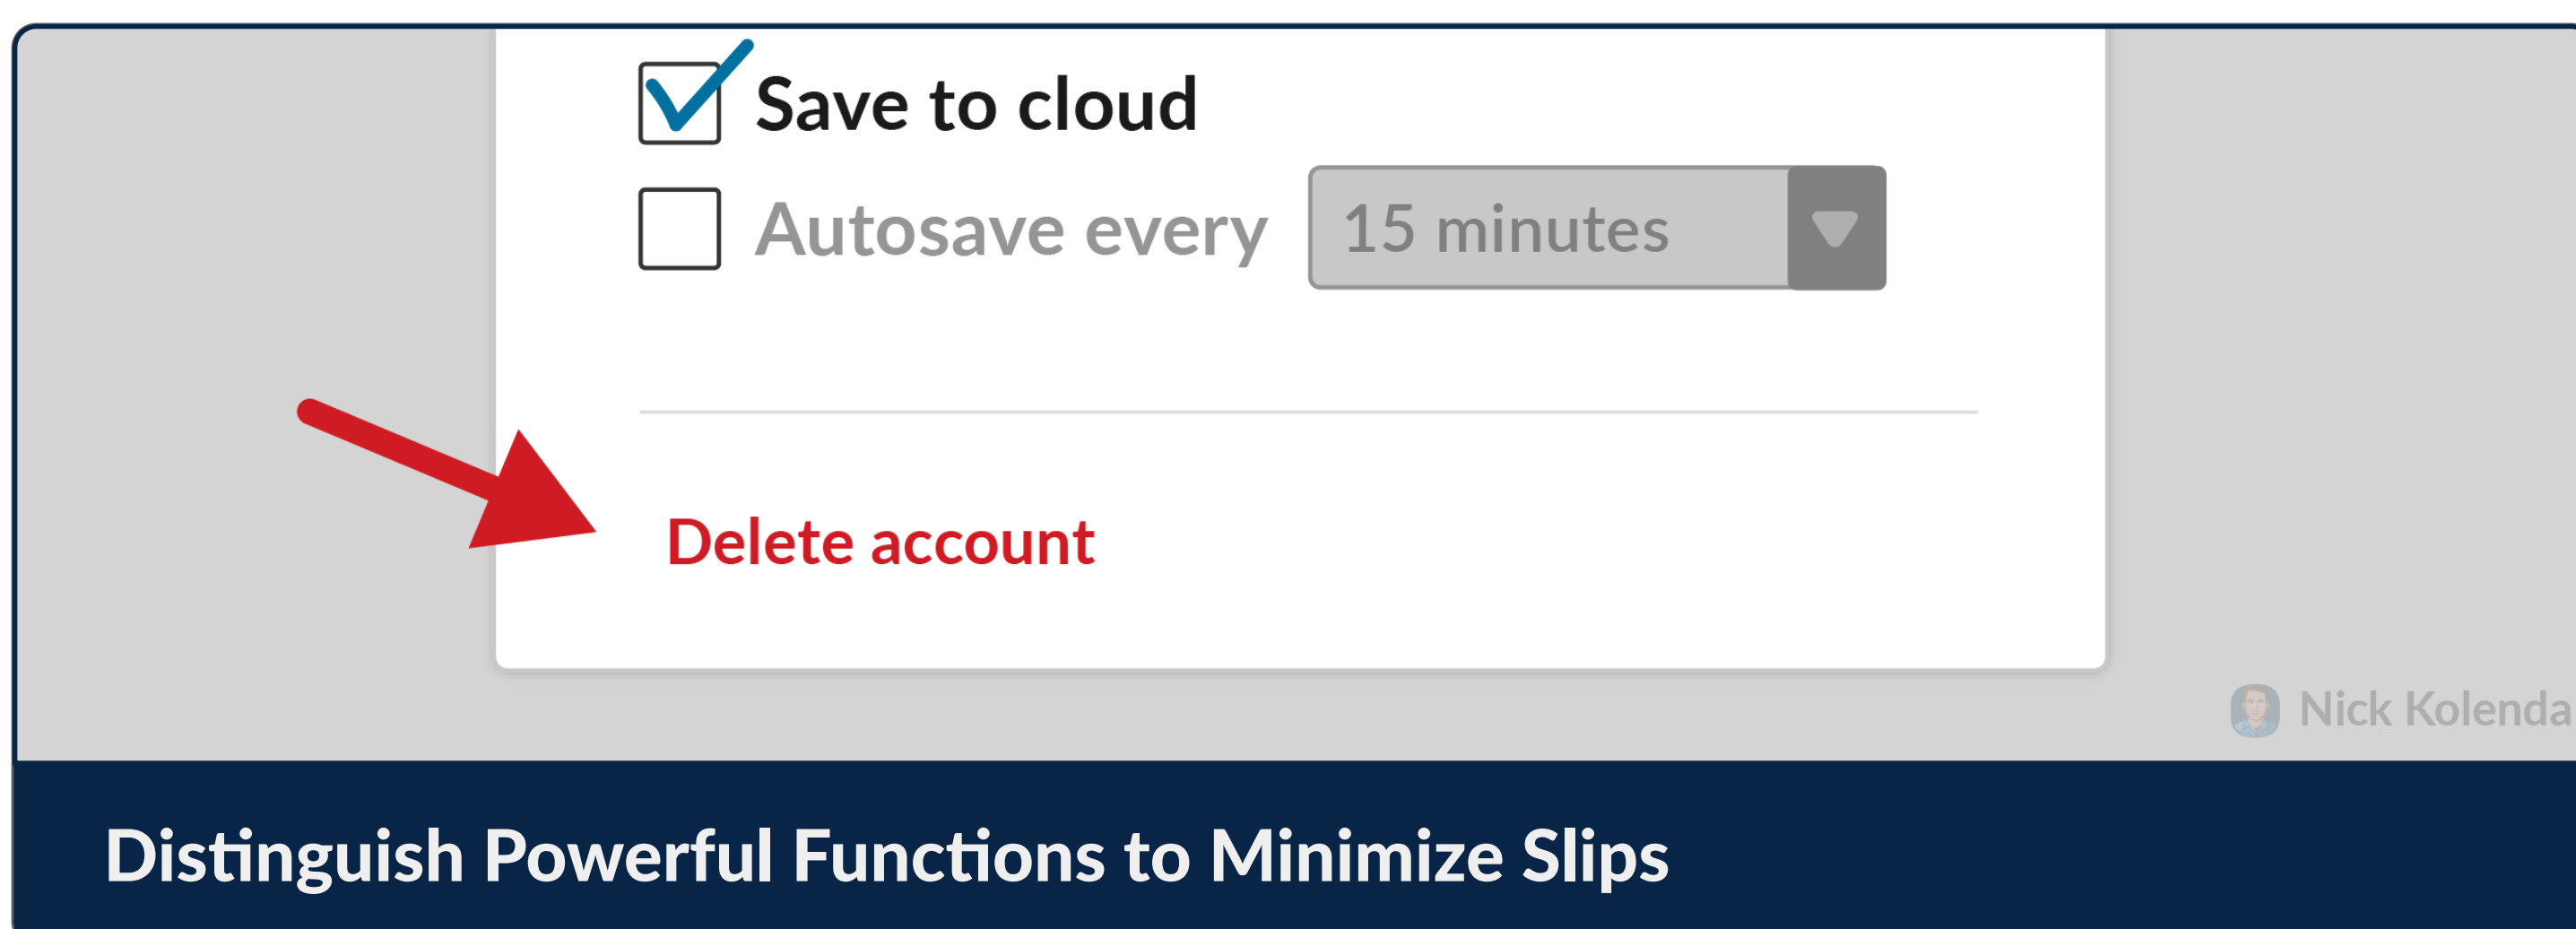 Save to cloud
Autosave every 15 minutes
Delete account
Nick Kolenda
Distinguish Powerful Functions to Minimize Slips